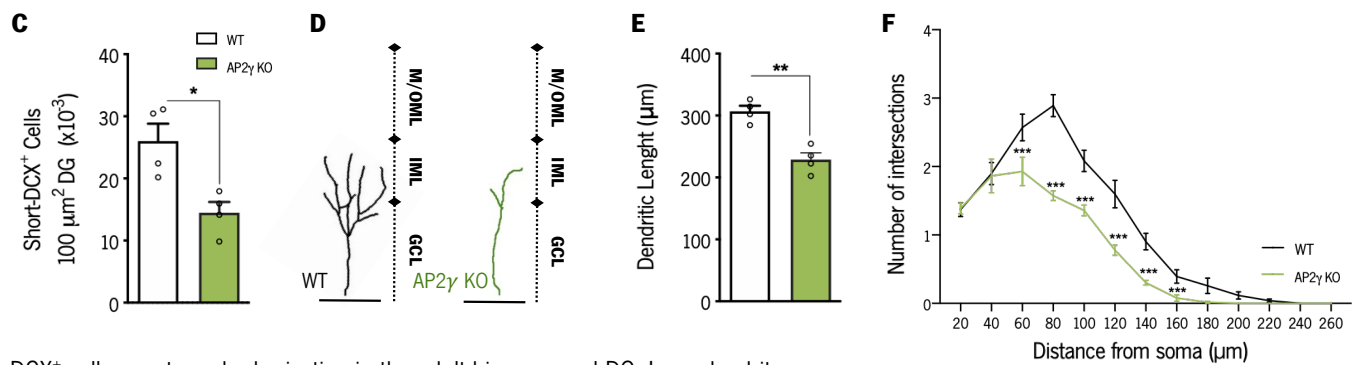 C
WT
AP2γ KO
Short-DCX⁺ Cells
100 µm⁻² DG (x10⁻³)
40
30
20
10
0
*
D
M/OML
IML
GCL
WT
M/OML
IML
GCL
AP2γ KO
E
Dendritic Lenght (µm)
400
300
200
100
0
**
F
Number of intersections
4
3
2
1
0
***
***
***
***
***
***
WT
AP2γ KO
20 40 60 80 100 120 140 160 180 200 220 240 260
Distance from soma (µm)